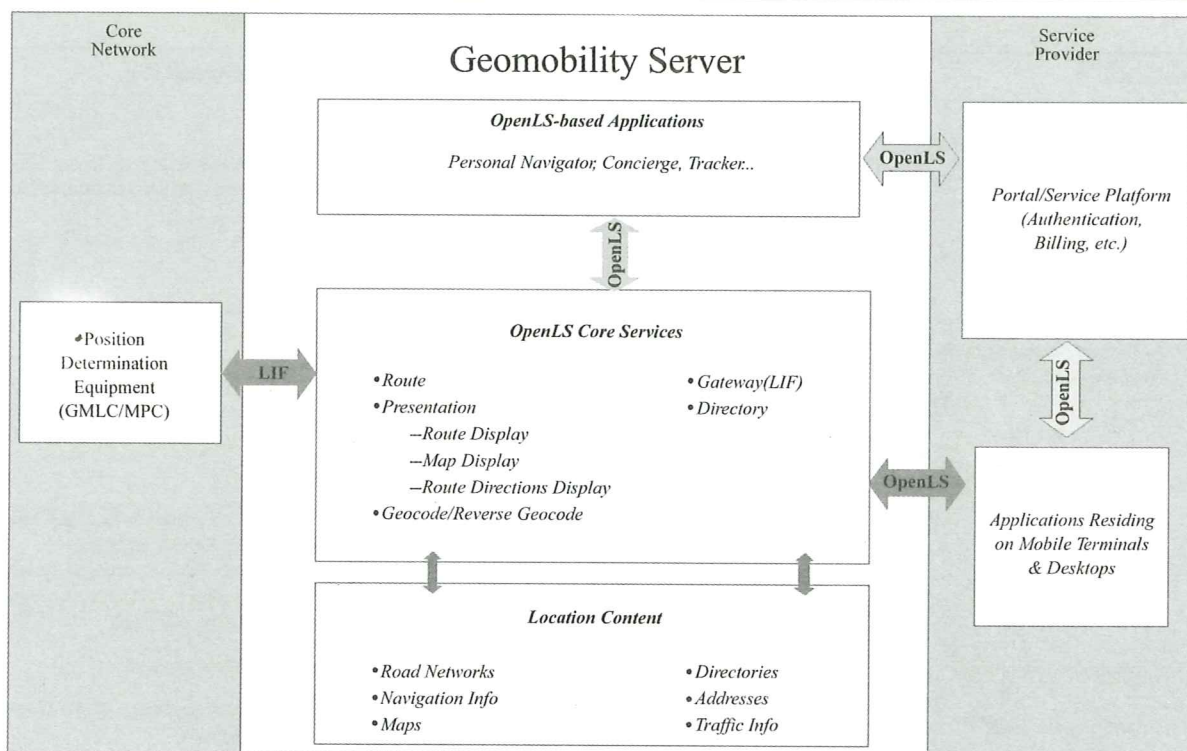 Core
Network
Geomobility Server
Service
Provider
OpenLS-based Applications
Personal Navigator, Concierge, Tracker...
OpenLS
Portal/Service Platform
(Authentication,
Billing, etc.)
OpenLS
•Position
Determination
Equipment
(GMLC/MPC)
LIF
OpenLS Core Services
•Route
•Presentation
—Route Display
—Map Display
—Route Directions Display
•Geocode/Reverse Geocode
•Gateway(LIF)
•Directory
OpenLS
OpenLS
Applications Residing
on Mobile Terminals
& Desktops
Location Content
•Road Networks
•Navigation Info
•Maps
•Directories
•Addresses
•Traffic Info